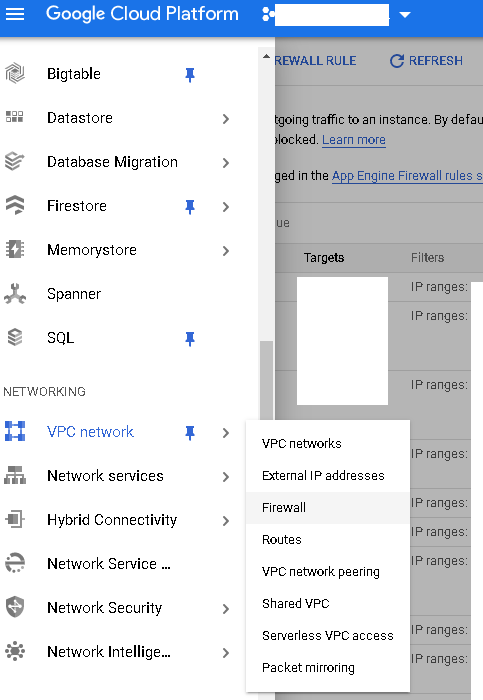 Google Cloud Platform
Bigtable
Datastore
Database Migration
Firestore
Memorystore
Spanner
SQL
NETWORKING
VPC network
Network services
Hybrid Connectivity
Network Service ...
Network Security
Network Intellige...
VPC networks
External IP addresses
Firewall
Routes
VPC network peering
Shared VPC
Serverless VPC access
Packet mirroring
REWALL RULE REFRESH
tgoing traffic to an instance. By defau
locked. Learn more
ged in the App Engine Firewall rules s
ue
Targets Filters
IP ranges:
IP ranges:
IP ranges:
IP ranges:
IP ranges:
IP ranges:
IP ranges:
IP ranges:
IP ranges: